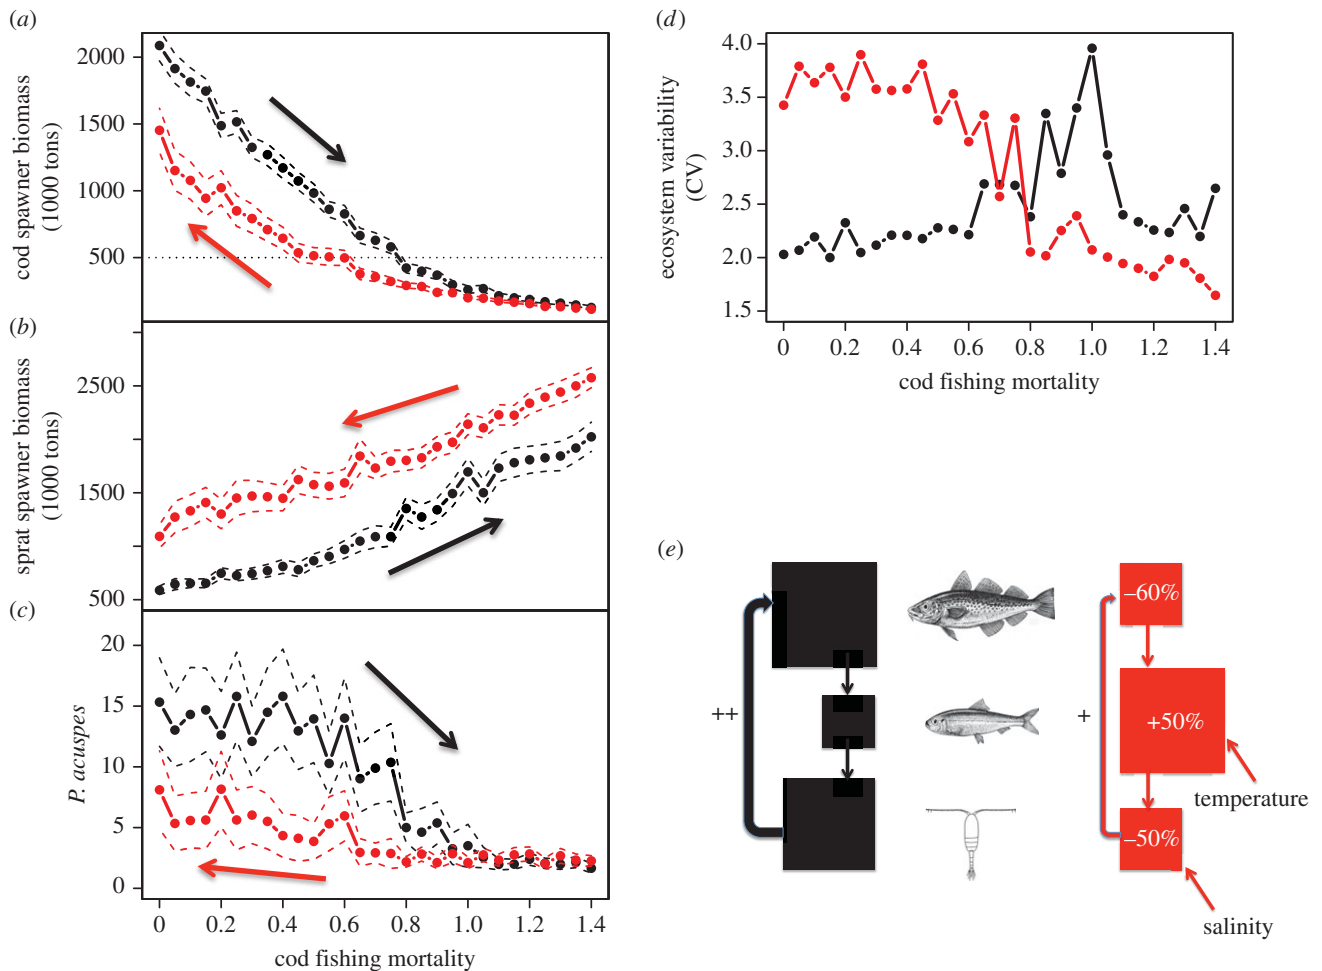 (a)
2000
1500
1000
500
cod spawner biomass
(1000 tons)
(b)
2500
1500
500
sprat spawner biomass
(1000 tons)
(c)
20
15
10
5
0
P. acuspes
0 0.2 0.4 0.6 0.8 1.0 1.2 1.4
cod fishing mortality
(d)
4.0
3.5
3.0
2.5
2.0
1.5
ecosystem variability
(CV)
0 0.2 0.4 0.6 0.8 1.0 1.2 1.4
cod fishing mortality
(e)
++
+
–60%
+50%
temperature
–50%
salinity